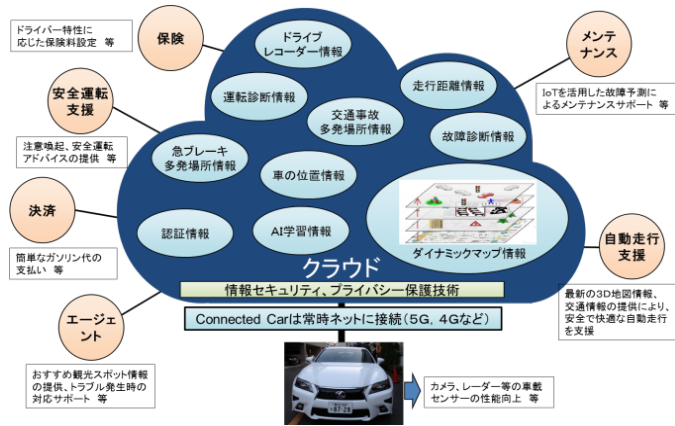 ドライバー特性に
応じた保険料設定 等
保険
ドライブ
レコーダー情報
メンテ
ナンス
運転診断情報
走行距離情報
IoTを活用した故障予測に
よるメンテナンスサポート 等
安全運転
支援
交通事故
多発場所情報
故障診断情報
注意喚起、安全運転
アドバイスの提供 等
急ブレーキ
多発場所情報
車の位置情報
決済
認証情報
AI学習情報
ダイナミックマップ情報
自動走行
支援
簡単なガソリン代の
支払い 等
クラウド
情報セキュリティ、プライバシー保護技術
最新の3D地図情報、
交通情報の提供により、
安全で快適な自動走行
を支援
エージェ
ント
Connected Carは常時ネットに接続(5G,4Gなど)
おすすめ観光スポット情報
の提供、トラブル発生時の
対応サポート 等
カメラ、レーダー等の車載
センサーの性能向上 等